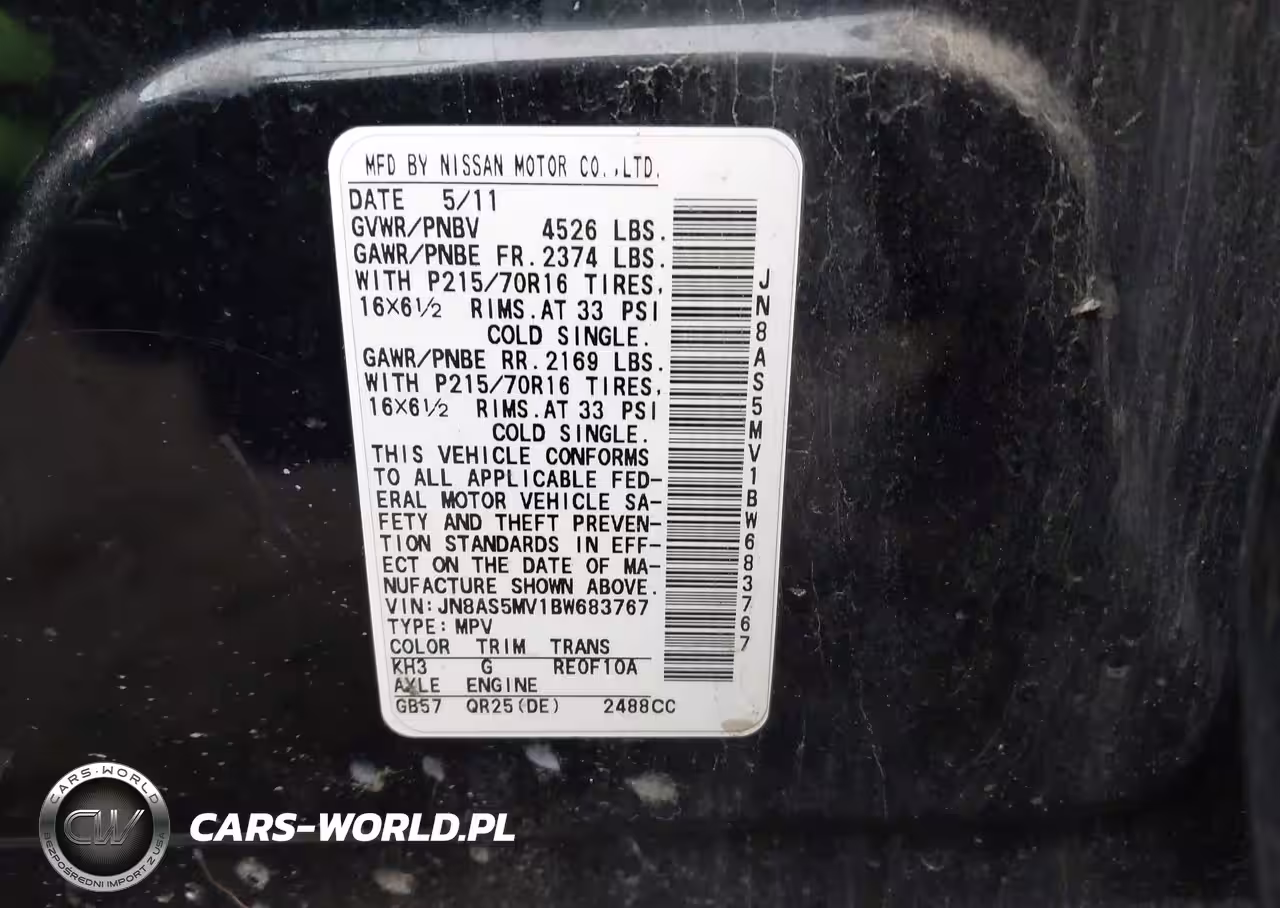 MFD BY NISSAN MOTOR CO.,LTD.
DATE 5/11
GVWR/PNBV 4526 LBS.
GAWR/PNBE FR.2374 LBS.
WITH P215/70R16 TIRES,
16×6½ RIMS.AT 33 PSI
COLD SINGLE.
GAWR/PNBE RR.2169 LBS.
WITH P215/70R16 TIRES,
16×6½ RIMS.AT 33 PSI
COLD SINGLE.
THIS VEHICLE CONFORMS
TO ALL APPLICABLE FED-
ERAL MOTOR VEHICLE SA-
FETY AND THEFT PREVEN-
TION STANDARDS IN EFF-
ECT ON THE DATE OF MA-
NUFACTURE SHOWN ABOVE.
VIN:JN8AS5MV1BW683767
TYPE:MPV
COLOR TRIM TRANS
KH3 G RE0F10A
AXLE ENGINE
GB57 QR25(DE) 2488CC
JN8AS5MV1BW683767
CARS-WORLD
CW
BEZPOŚREDNI IMPORT Z USA
CARS-WORLD.PL